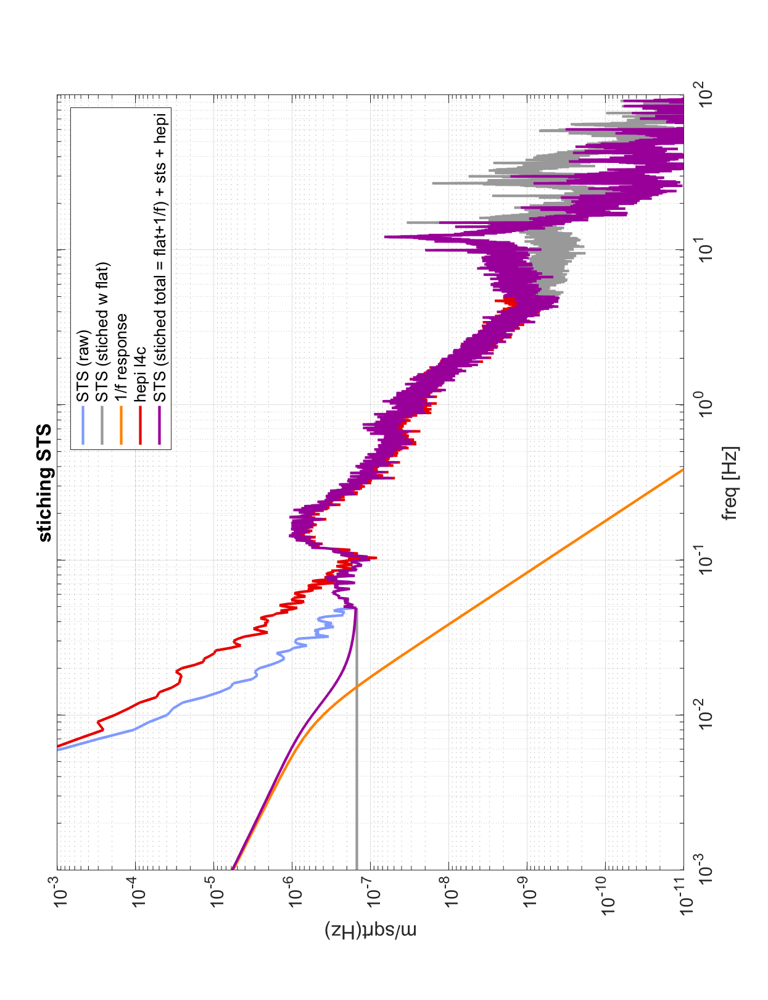 stiching STS
STS (raw)
STS (stiched w flat)
1/f response
hepi l4c
STS (stiched total = flat+1/f) + sts + hepi
m/sqrt(Hz)
10^-3
10^-4
10^-5
10^-6
10^-7
10^-8
10^-9
10^-10
10^-11
10^-3
10^-2
10^-1
10^0
10^1
10^2
freq [Hz]